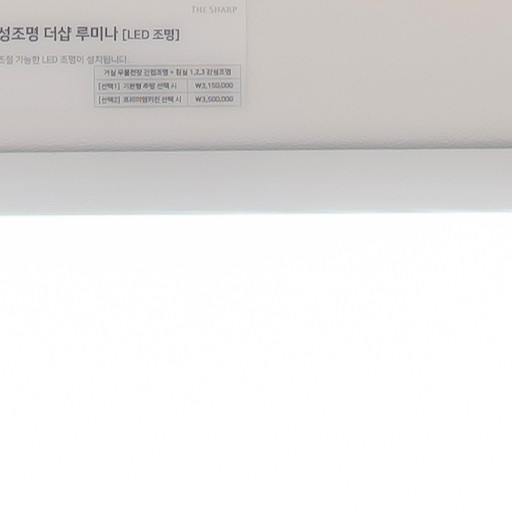 THE SHARP
성조명 더샵 루미나 [LED 조명]
조절 가능한 LED 조명이 설치됩니다.
거실 우물천장 간접조명 + 침실 1,2,3 감성조명
[선택1] 기본형 주방 선택 시 ₩3,150,000
[선택2] 프리미엄키친 선택 시 ₩3,500,000